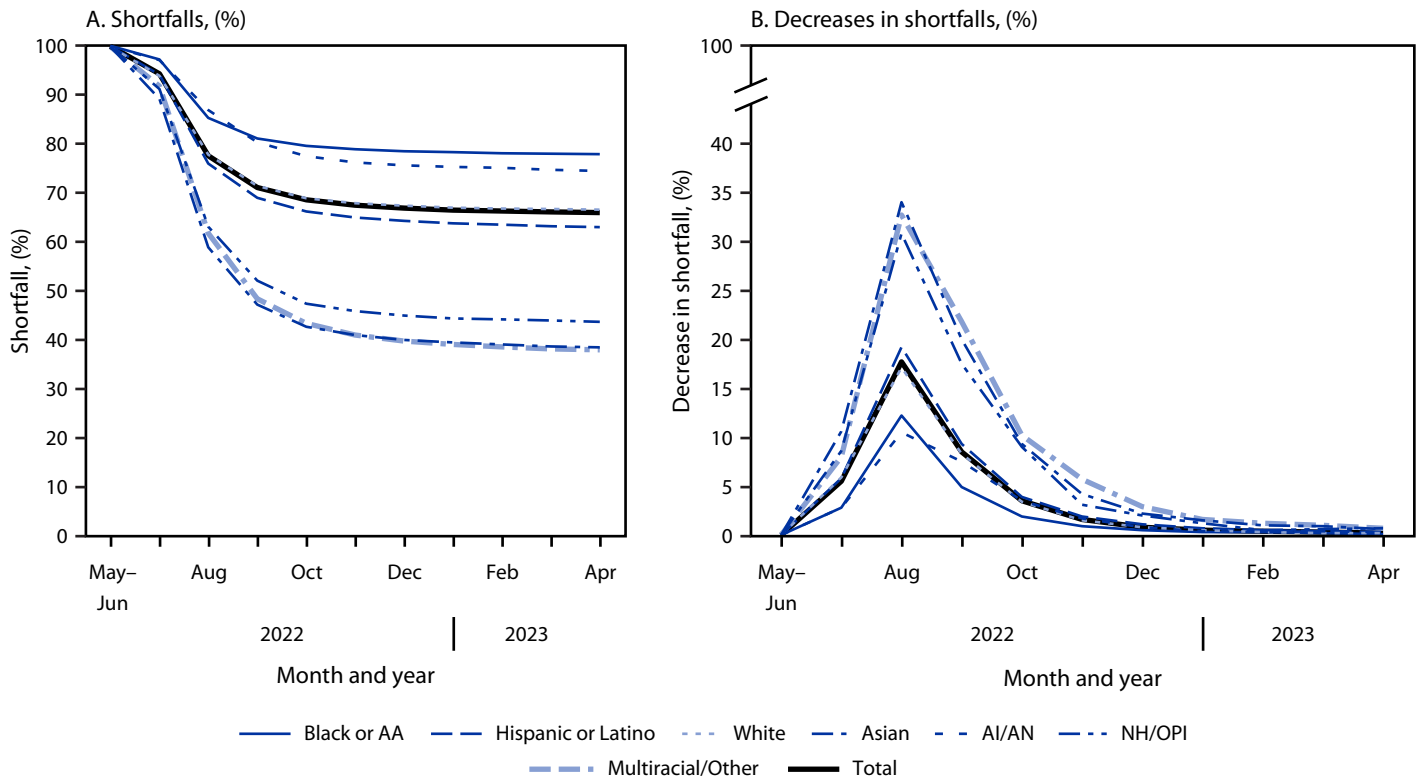 A. Shortfalls, (%)
100
90
80
70
60
50
40
30
20
10
0
Shortfall, (%)
May–
Jun
Aug
Oct
Dec
Feb
Apr
2022
2023
Month and year
B. Decreases in shortfalls, (%)
100
40
35
30
25
20
15
10
5
0
Decrease in shortfall, (%)
May–
Jun
Aug
Oct
Dec
Feb
Apr
2022
2023
Month and year
Black or AA
Hispanic or Latino
White
Asian
AI/AN
NH/OPI
Multiracial/Other
Total